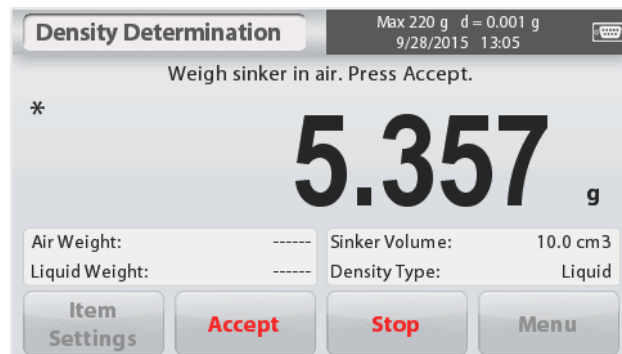 Density Determination
Max 220 g d = 0.001 g
9/28/2015 13:05
Weigh sinker in air. Press Accept.
*
5.357 g
Air Weight: ------
Liquid Weight: ------
Sinker Volume: 10.0 cm3
Density Type: Liquid
Item
Settings
Accept
Stop
Menu